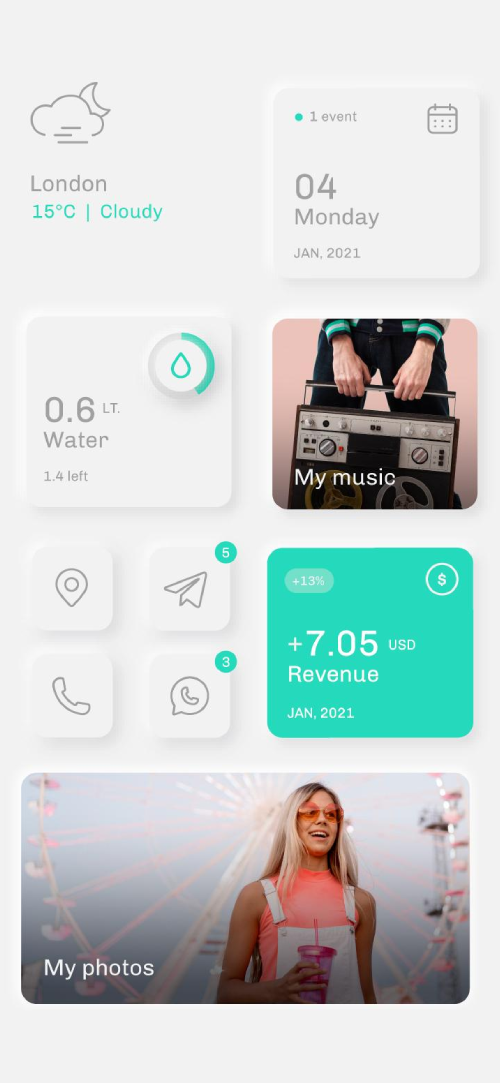 London
15°C | Cloudy
1 event
04
Monday
JAN, 2021
0.6 LT.
Water
1.4 left
My music
5
3
+13%
$
+7.05 USD
Revenue
JAN, 2021
My photos